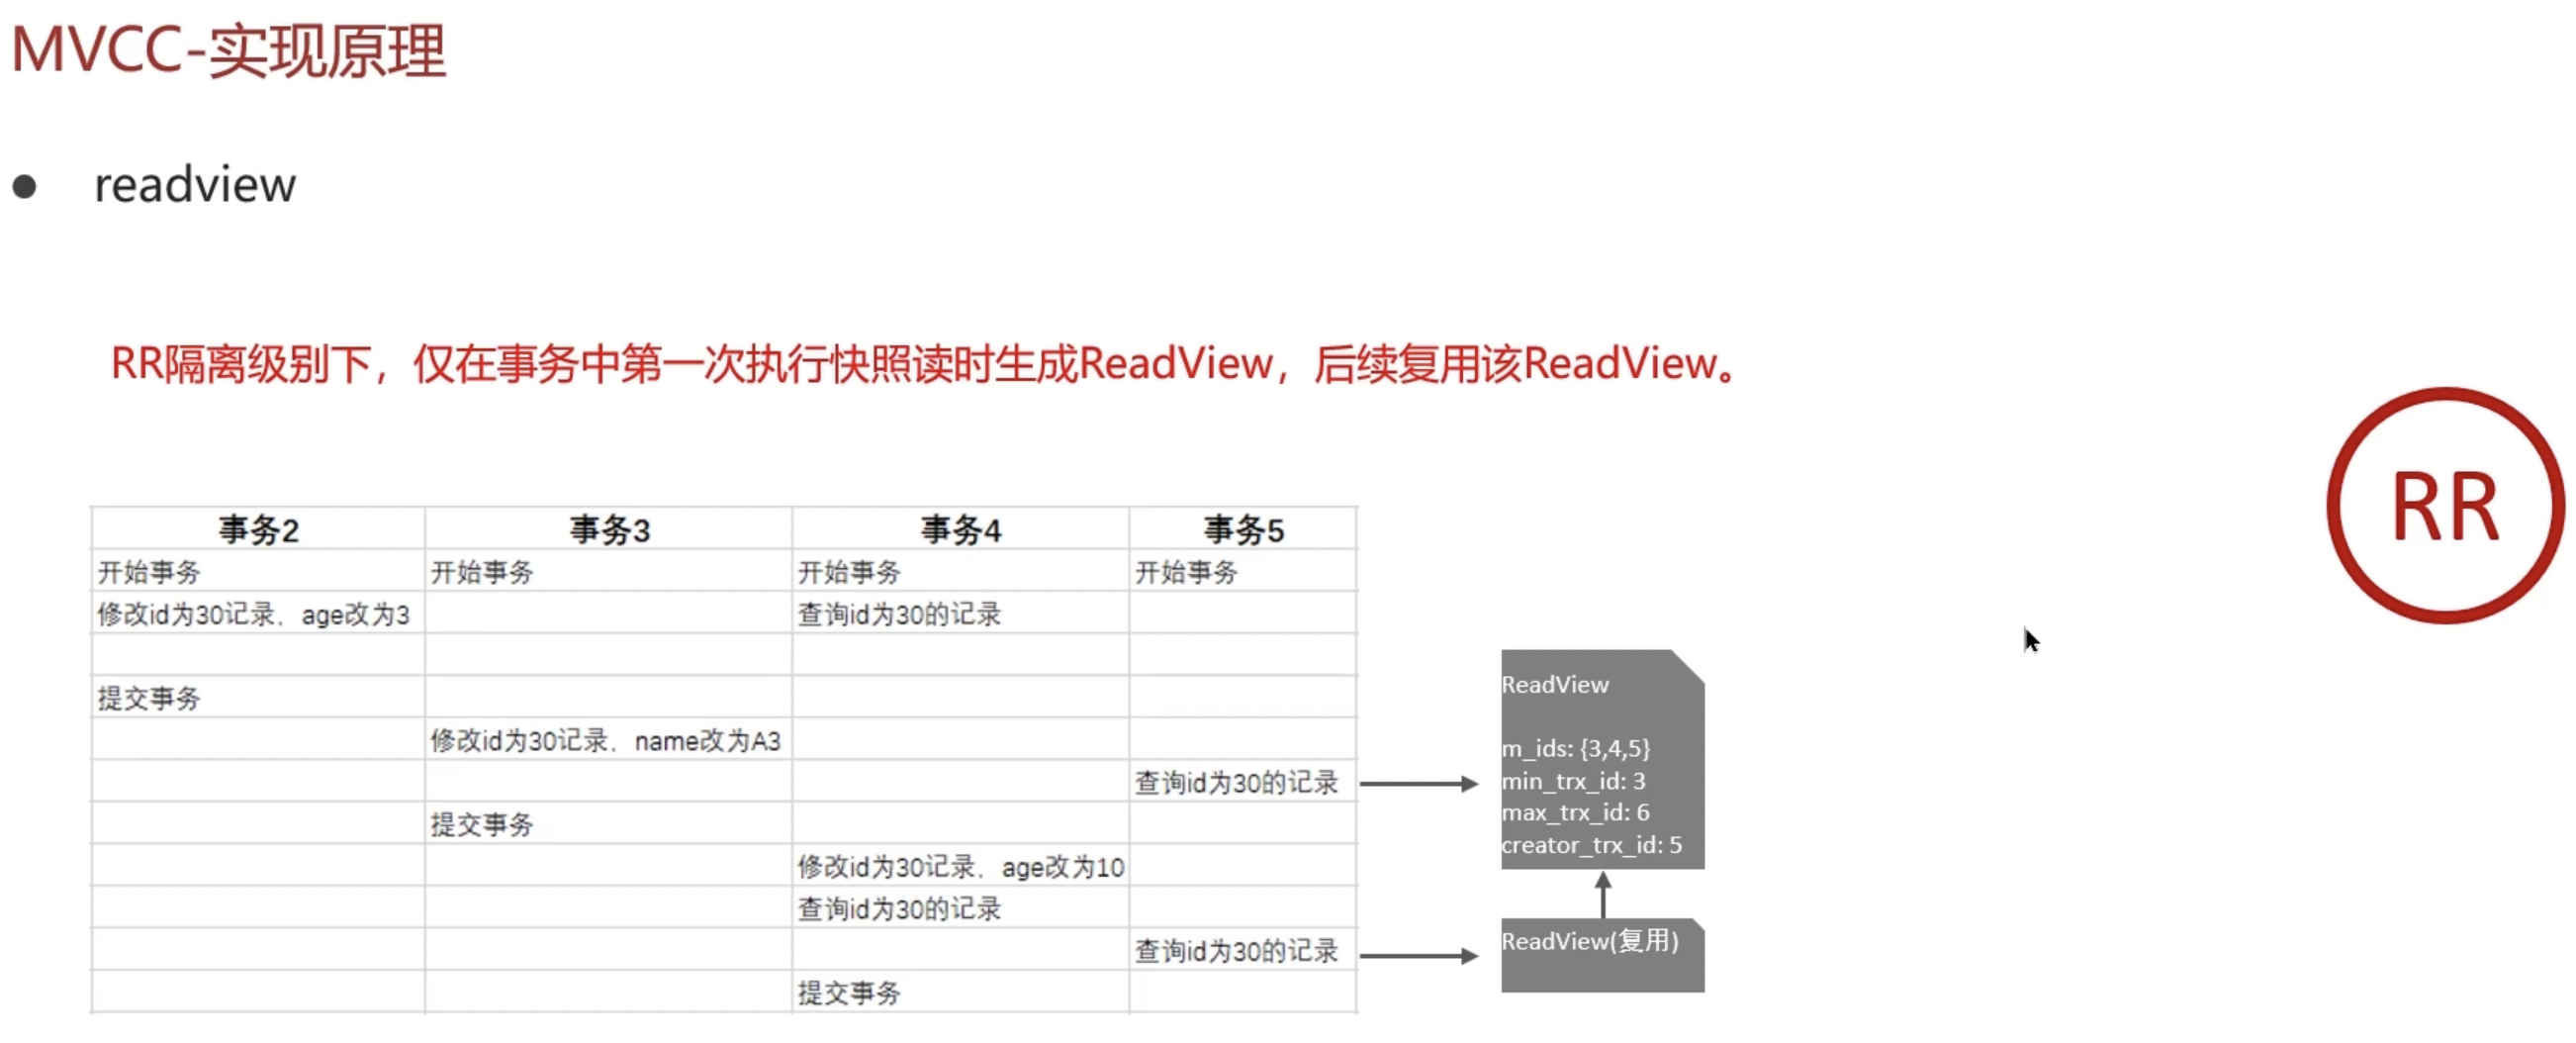 MVCC-实现原理
● readview
RR隔离级别下，仅在事务中第一次执行快照读时生成ReadView，后续复用该ReadView。
RR
事务2 事务3 事务4 事务5
开始事务 开始事务 开始事务 开始事务
修改id为30记录，age改为3 查询id为30的记录
提交事务
修改id为30记录，name改为A3
查询id为30的记录
提交事务
修改id为30记录，age改为10
查询id为30的记录
查询id为30的记录
提交事务
ReadView
m_ids: {3,4,5}
min_trx_id: 3
max_trx_id: 6
creator_trx_id: 5
ReadView(复用)